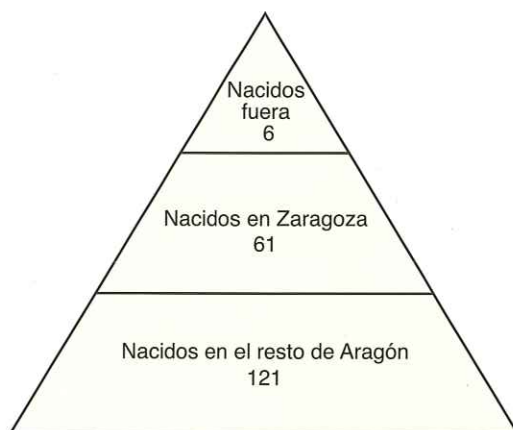 Nacidos
fuera
6
Nacidos en Zaragoza
61
Nacidos en el resto de Aragón
121